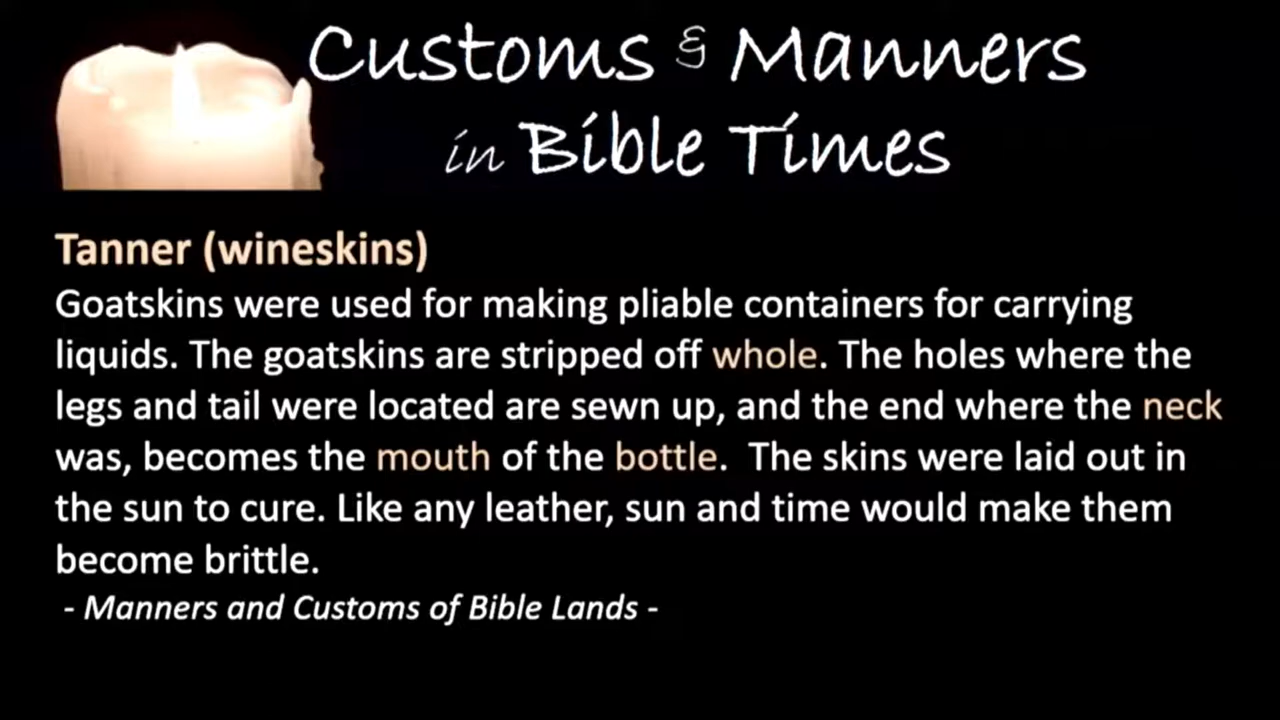 Customs & Manners
in Bible Times
Tanner (wineskins)
Goatskins were used for making pliable containers for carrying
liquids. The goatskins are stripped off whole. The holes where the
legs and tail were located are sewn up, and the end where the neck
was, becomes the mouth of the bottle.  The skins were laid out in
the sun to cure. Like any leather, sun and time would make them
become brittle.
- Manners and Customs of Bible Lands -